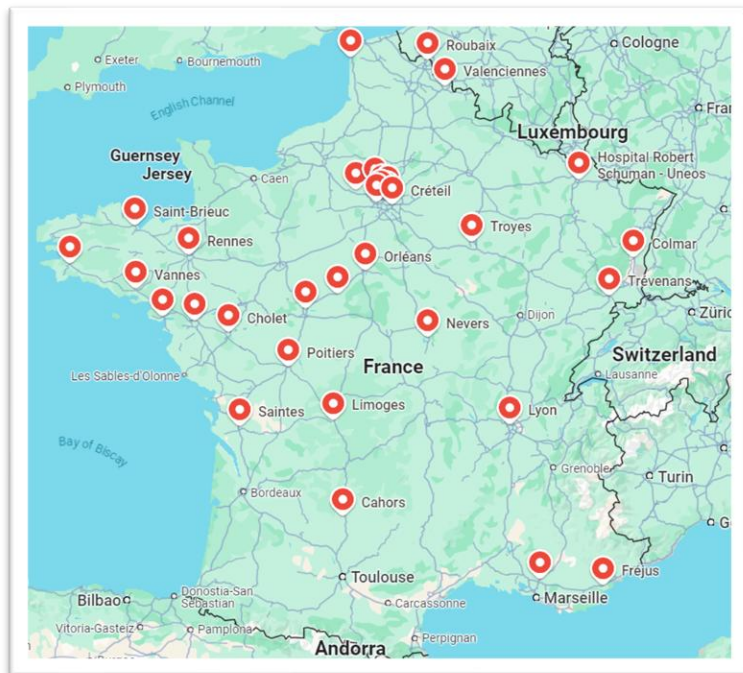 Roubaix
Cologne
Exeter
Bournemouth
Valenciennes
Plymouth
English Channel
Fran
Luxembourg
Guernsey
Jersey
Hospital Robert
Schuman - Uneos
Caen
Créteil
Saint-Brieuc
Troyes
Rennes
Colmar
Orléans
Vannes
Trévenans
Cholet
Nevers
Dijon
Züric
Poitiers
Switzerland
France
Lausanne
Les Sables-d'Olonne
Saintes
Limoges
Lyon
Bay of Biscay
Grenoble
Turin
Bordeaux
Cahors
G
Fréjus
Toulouse
Donostia-San
Sebastian
Bilbao
Marseille
Carcassonne
Vitoria-Gasteiz
Pamplona
Perpignan
Andorra